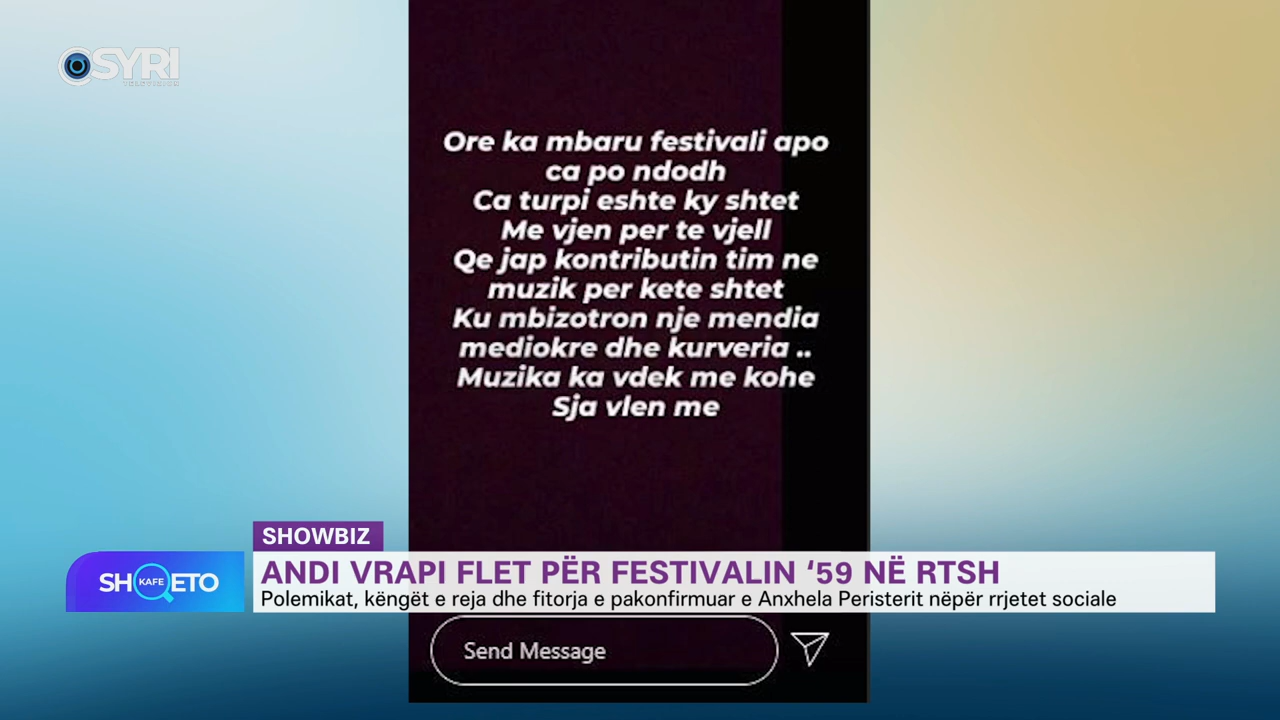 SYRI
TELEVISION
Ore ka mbaru festivali apo
ca po ndodh
Ca turpi eshte ky shtet
Me vjen per te vjell
Qe jap kontributin tim ne
muzik per kete shtet
Ku mbizotron nje mendia
mediokre dhe kurveria ..
Muzika ka vdek me kohe
Sja vlen me
SHOWBIZ
SHQETO
KAFE
ANDI VRAPI FLET PËR FESTIVALIN ‘59 NË RTSH
Polemikat, këngët e reja dhe fitorja e pakonfirmuar e Anxhela Peristerit nëpër rrjetet sociale
Send Message